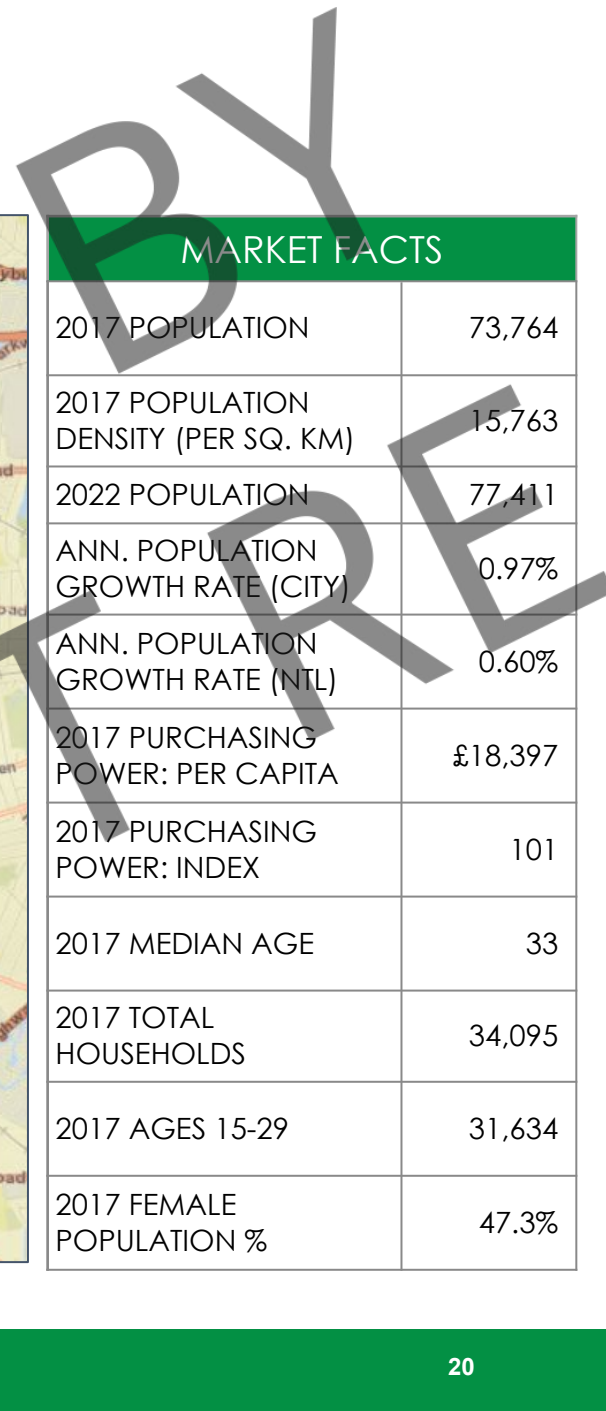 BY
T RE
MARKET FACTS
2017 POPULATION 73,764
2017 POPULATION
DENSITY (PER SQ. KM) 15,763
2022 POPULATION 77,411
ANN. POPULATION
GROWTH RATE (CITY) 0.97%
ANN. POPULATION
GROWTH RATE (NTL) 0.60%
2017 PURCHASING
POWER: PER CAPITA £18,397
2017 PURCHASING
POWER: INDEX 101
2017 MEDIAN AGE 33
2017 TOTAL
HOUSEHOLDS 34,095
2017 AGES 15-29 31,634
2017 FEMALE
POPULATION % 47.3%
20